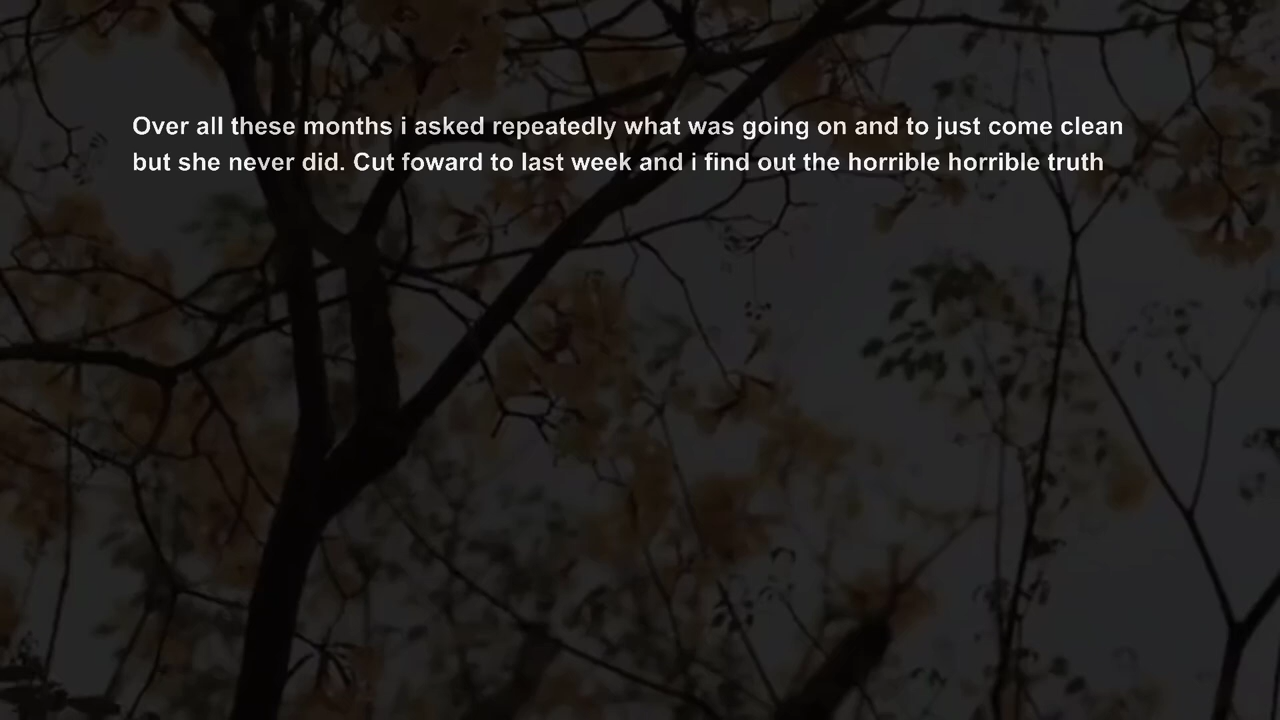 Over all these months i asked repeatedly what was going on and to just come clean
but she never did. Cut foward to last week and i find out the horrible horrible truth